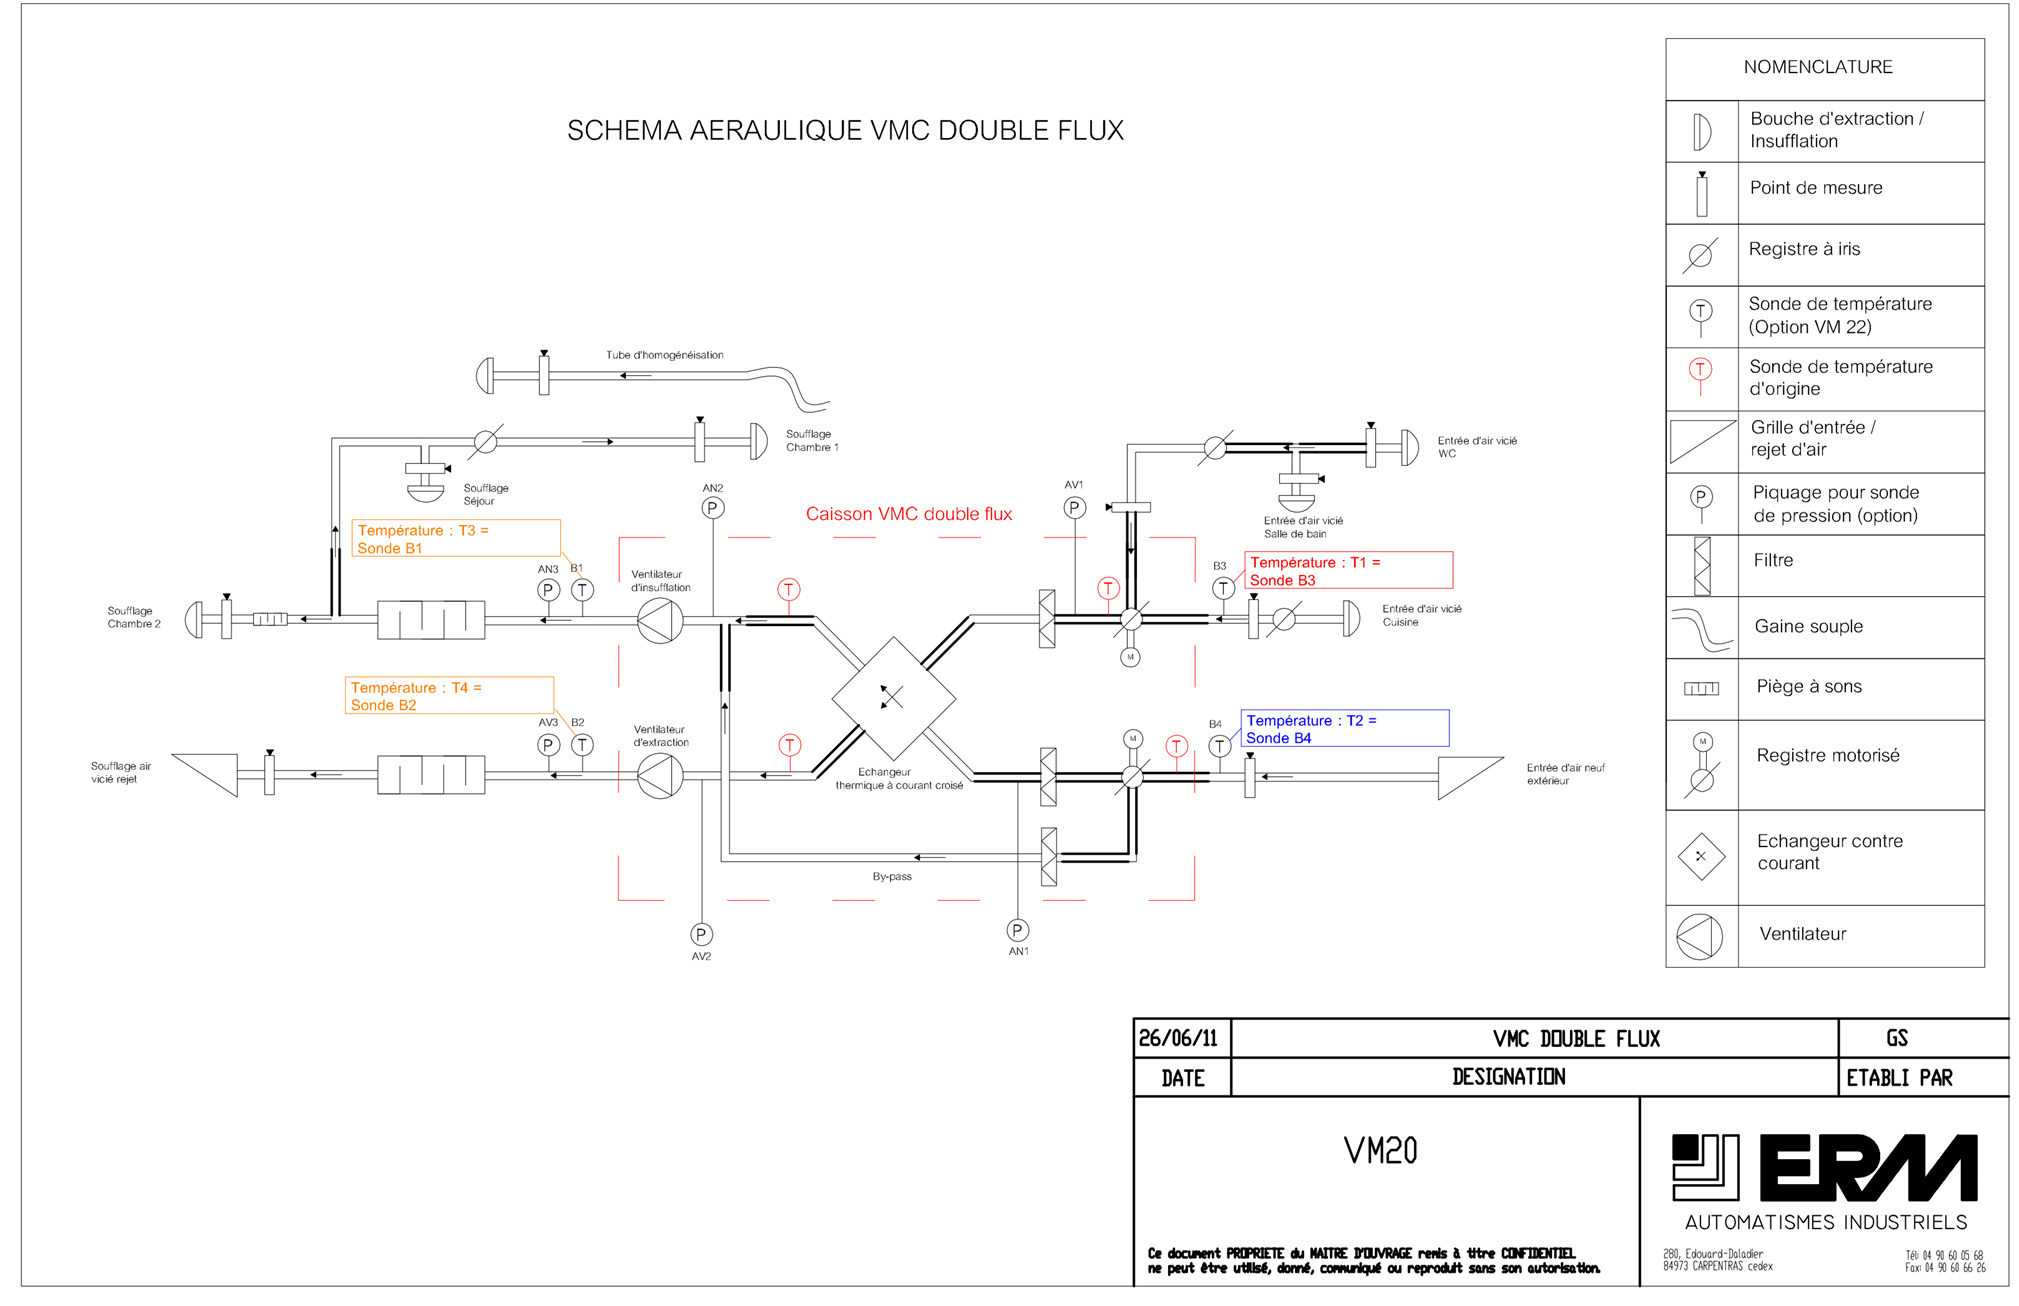 SCHEMA AERAULIQUE VMC DOUBLE FLUX
Tube d'homogénéisation
Soufflage
Chambre 1
Soufflage
Séjour
Température : T3 =
Sonde B1
AN3
P
B1
T
Ventilateur
d'insufflation
AN2
P
Caisson VMC double flux
T
AV1
P
T
Entrée d'air vicié
WC
Entrée d'air vicié
Salle de bain
B3
T
Température : T1 =
Sonde B3
Entrée d'air vicié
Cuisine
M
Soufflage
Chambre 2
Température : T4 =
Sonde B2
AV3
P
B2
T
Ventilateur
d'extraction
T
Echangeur
thermique à courant croisé
M
T
B4
T
Température : T2 =
Sonde B4
Entrée d'air neuf
extérieur
Soufflage air
vicié rejet
By-pass
P
AV2
P
AN1
NOMENCLATURE
Bouche d'extraction /
Insufflation
Point de mesure
Registre à iris
T
Sonde de température
(Option VM 22)
T
Sonde de température
d'origine
Grille d'entrée /
rejet d'air
P
Piquage pour sonde
de pression (option)
Filtre
Gaine souple
Piège à sons
M
Registre motorisé
Echangeur contre
courant
Ventilateur
26/06/11
VMC DOUBLE FLUX
GS
DATE
DESIGNATION
ETABLI PAR
VM20
Ce document PROPRIETE du MAITRE D'OUVRAGE remis à titre CONFIDENTIEL
ne peut être utilisé, donné, communiqué ou reproduit sans son autorisation.
ERM
AUTOMATISMES INDUSTRIELS
280, Edouard-Daladier
84973 CARPENTRAS cedex
Tél: 04 90 60 05 68
Fax: 04 90 60 66 26